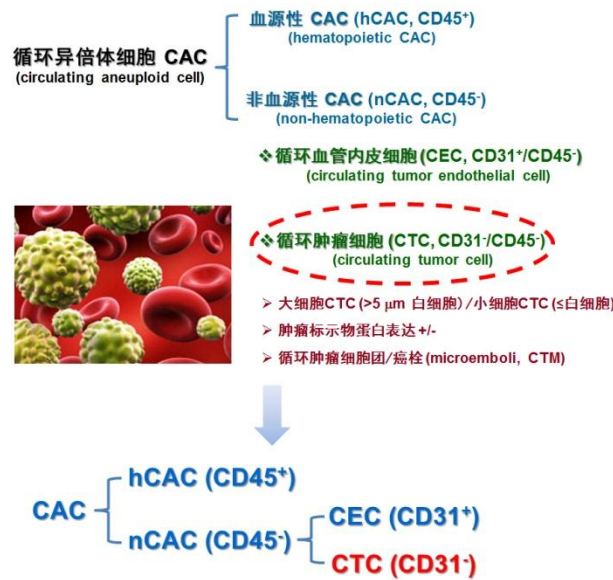 血源性 CAC (hCAC, CD45⁺)
(hematopoietic CAC)
循环异倍体细胞 CAC
(circulating aneuploid cell)
非血源性 CAC (nCAC, CD45⁻)
(non-hematopoietic CAC)
❖循环血管内皮细胞 (CEC, CD31⁺/CD45⁻)
(circulating tumor endothelial cell)
❖循环肿瘤细胞 (CTC, CD31⁻/CD45⁻)
(circulating tumor cell)
➢ 大细胞CTC (>5 μm 白细胞) /小细胞CTC (≤白细胞)
➢ 肿瘤标示物蛋白表达 +/-
➢ 循环肿瘤细胞团/癌栓 (microemboli, CTM)
hCAC (CD45⁺)
CAC
nCAC (CD45⁻)
CEC (CD31⁺)
CTC (CD31⁻)